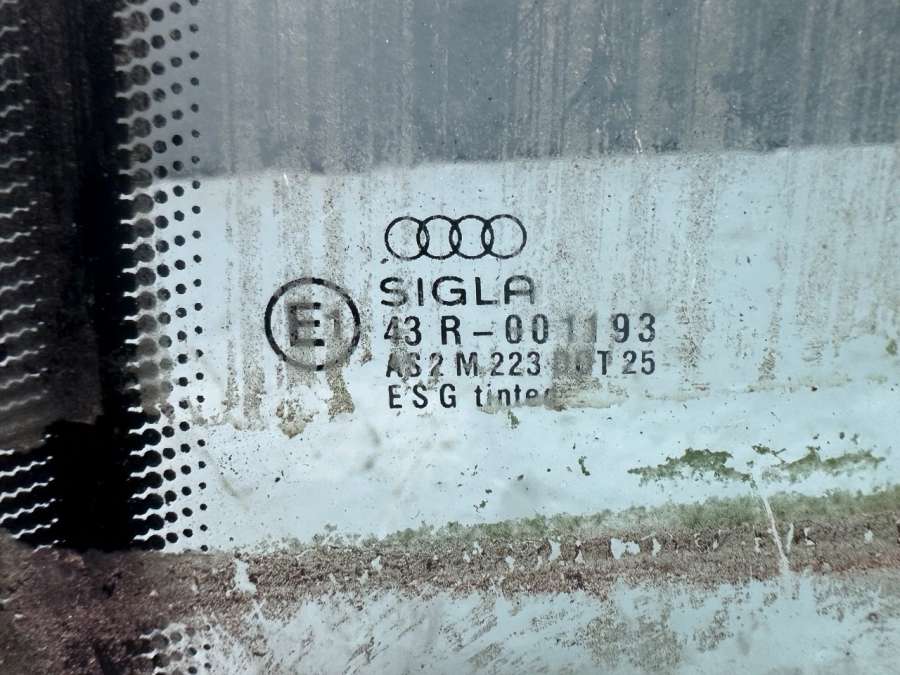 SIGLA
E1
43 R-001193
AS2 M 223 DOT 25
ESG tinted